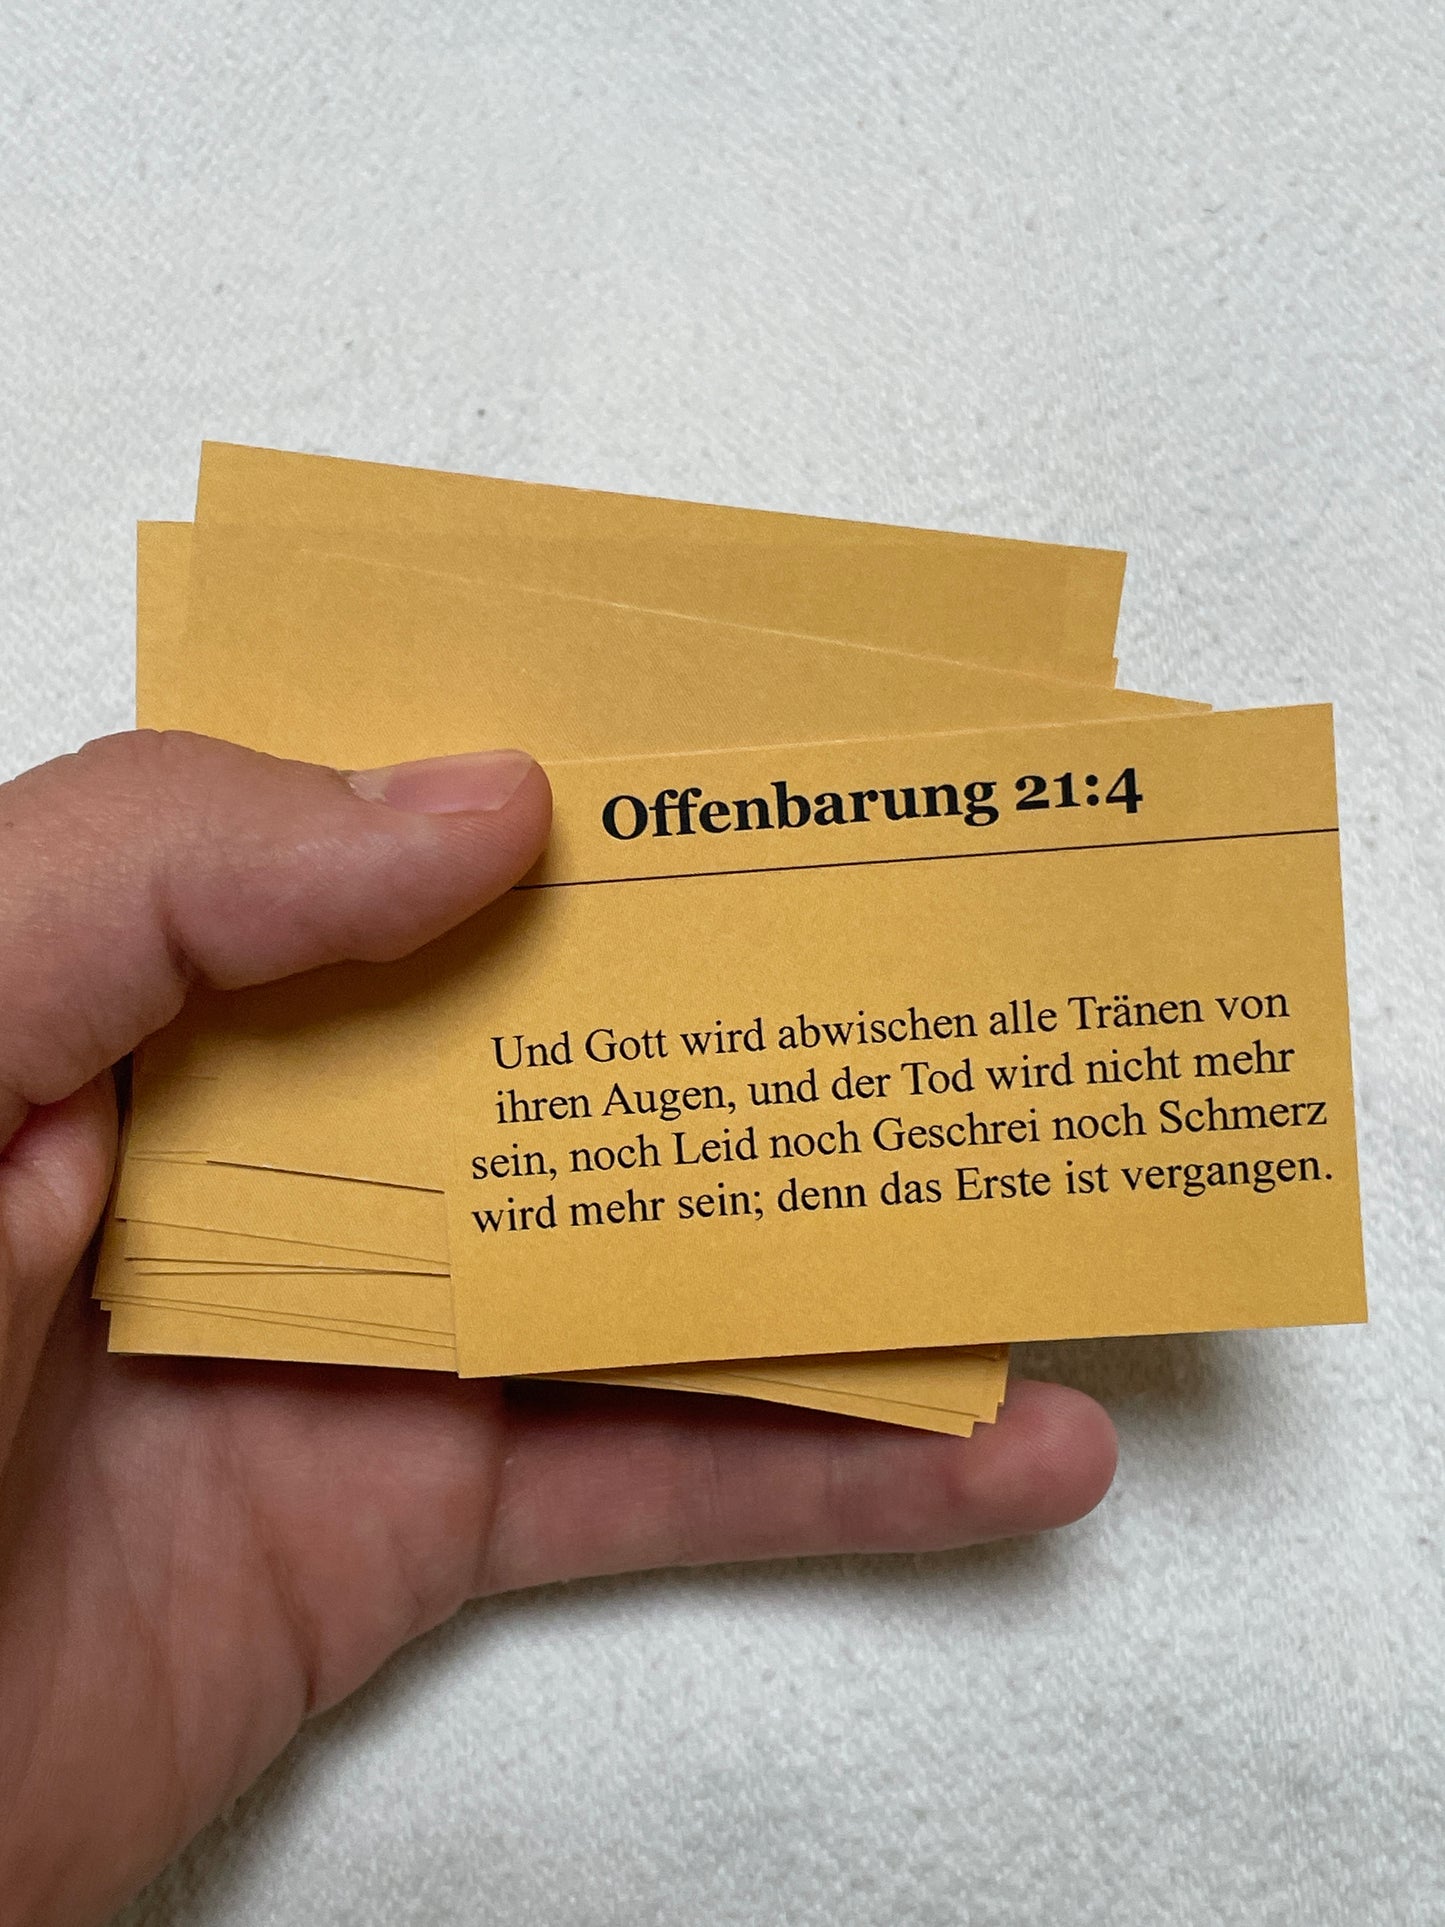 Offenbarung 21:4
Und Gott wird abwischen alle Tränen von
ihren Augen, und der Tod wird nicht mehr
sein, noch Leid noch Geschrei noch Schmerz
wird mehr sein; denn das Erste ist vergangen.